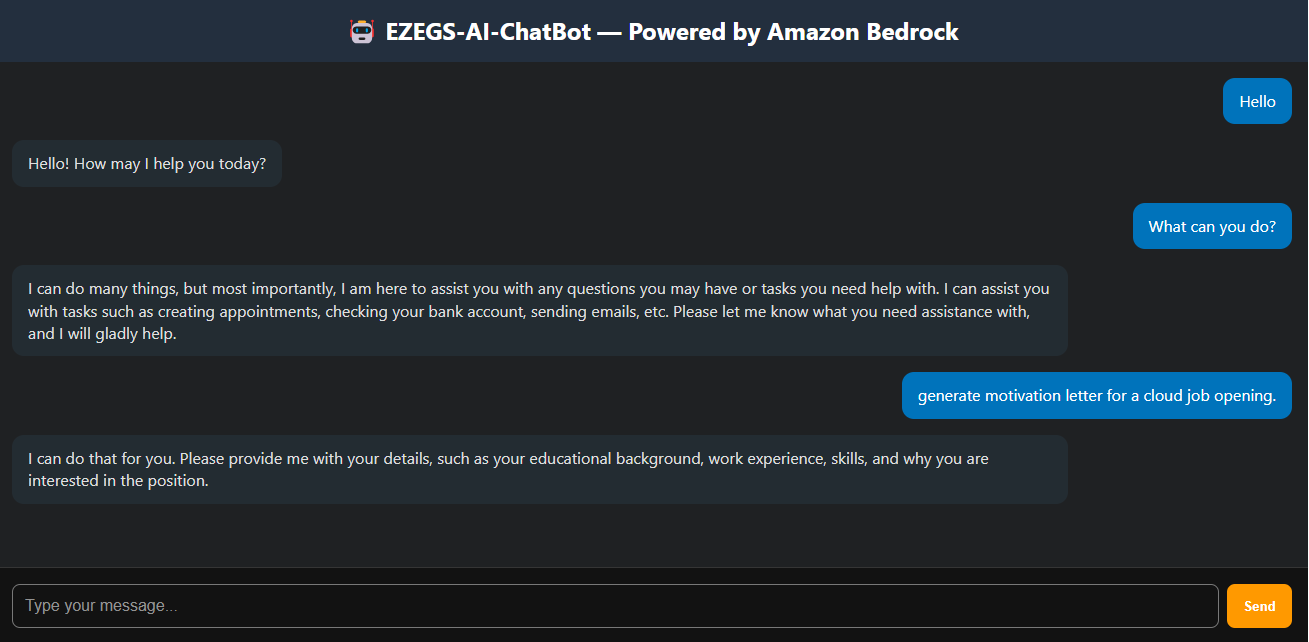 EZEGS-AI-ChatBot — Powered by Amazon Bedrock
Hello
Hello! How may I help you today?
What can you do?
I can do many things, but most importantly, I am here to assist you with any questions you may have or tasks you need help with. I can assist you
with tasks such as creating appointments, checking your bank account, sending emails, etc. Please let me know what you need assistance with,
and I will gladly help.
generate motivation letter for a cloud job opening.
I can do that for you. Please provide me with your details, such as your educational background, work experience, skills, and why you are
interested in the position.
Type your message...
Send